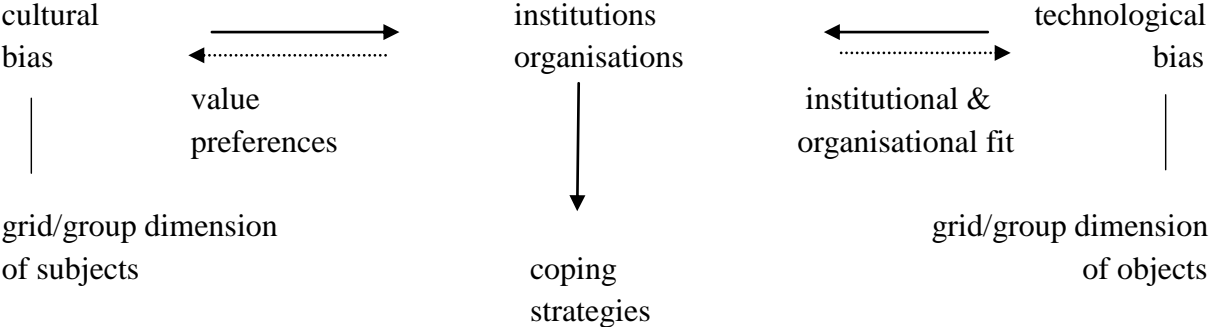 cultural
bias
institutions
organisations
technological
bias
value
preferences
institutional &
organisational fit
grid/group dimension
of subjects
coping
strategies
grid/group dimension
of objects